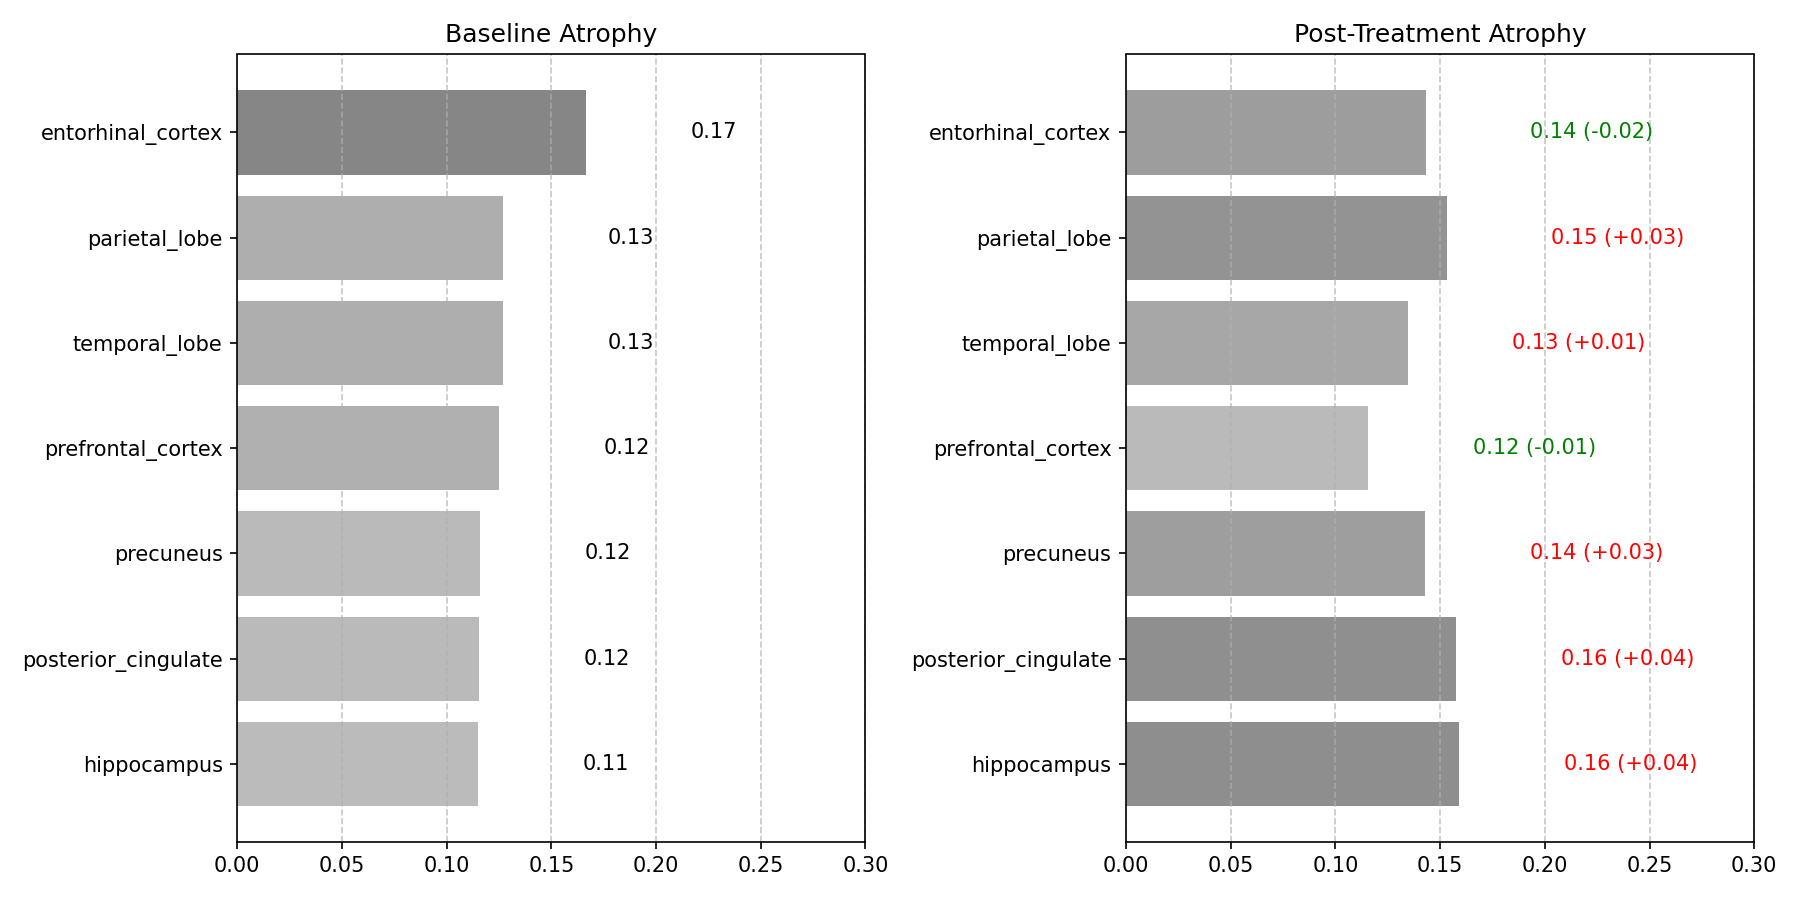 Baseline Atrophy
entorhinal_cortex
0.17
parietal_lobe
0.13
temporal_lobe
0.13
prefrontal_cortex
0.12
precuneus
0.12
posterior_cingulate
0.12
hippocampus
0.11
0.00 0.05 0.10 0.15 0.20 0.25 0.30
Post-Treatment Atrophy
entorhinal_cortex
0.14 (-0.02)
parietal_lobe
0.15 (+0.03)
temporal_lobe
0.13 (+0.01)
prefrontal_cortex
0.12 (-0.01)
precuneus
0.14 (+0.03)
posterior_cingulate
0.16 (+0.04)
hippocampus
0.16 (+0.04)
0.00 0.05 0.10 0.15 0.20 0.25 0.30